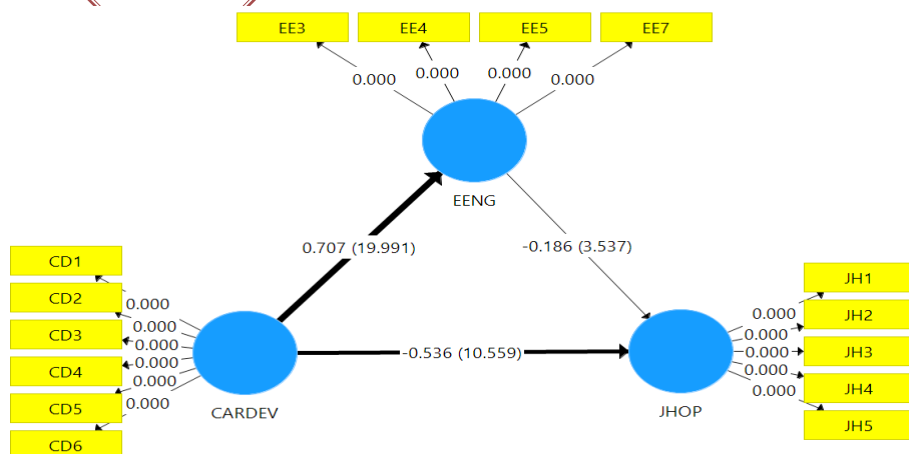 EE3 EE4 EE5 EE7
0.000 0.000 0.000 0.000
EENG
0.707 (19.991) -0.186 (3.537)
CD1
CD2
CD3
CD4
CD5
CD6
0.000
0.000
0.000
0.000
0.000
0.000
CARDEV
-0.536 (10.559)
JHOP
0.000
0.000
0.000
0.000
0.000
JH1
JH2
JH3
JH4
JH5